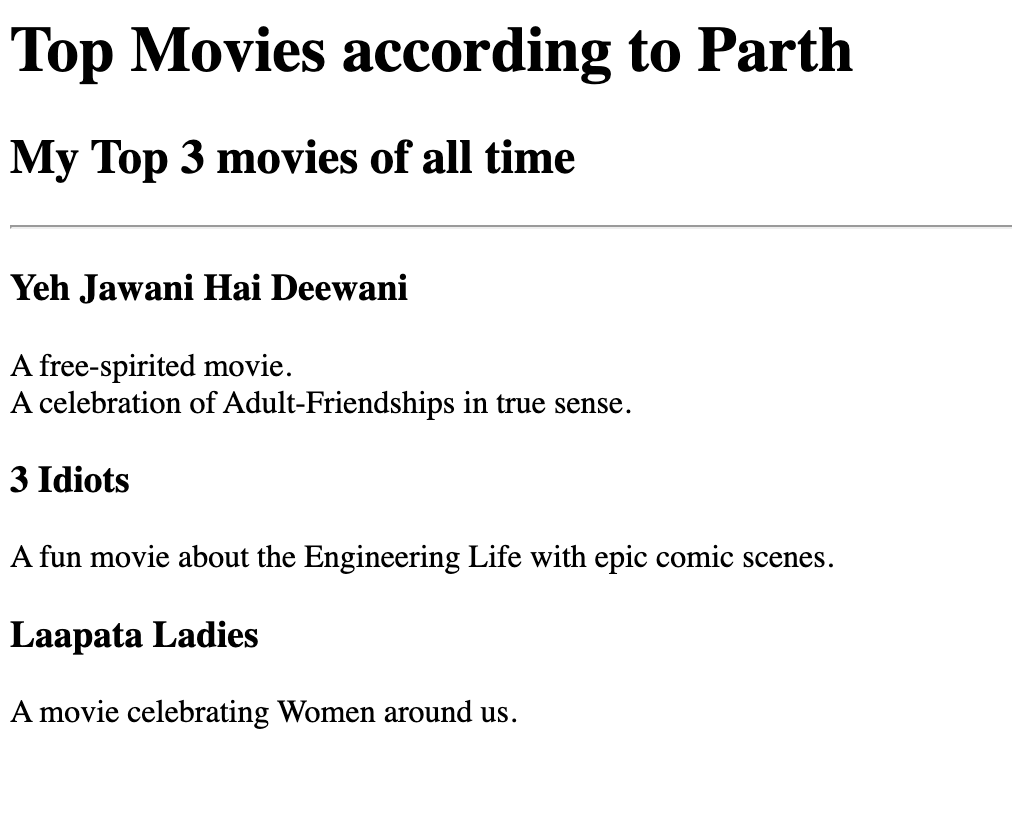 Top Movies according to Parth
My Top 3 movies of all time
Yeh Jawani Hai Deewani
A free-spirited movie.
A celebration of Adult-Friendships in true sense.
3 Idiots
A fun movie about the Engineering Life with epic comic scenes.
Laapata Ladies
A movie celebrating Women around us.